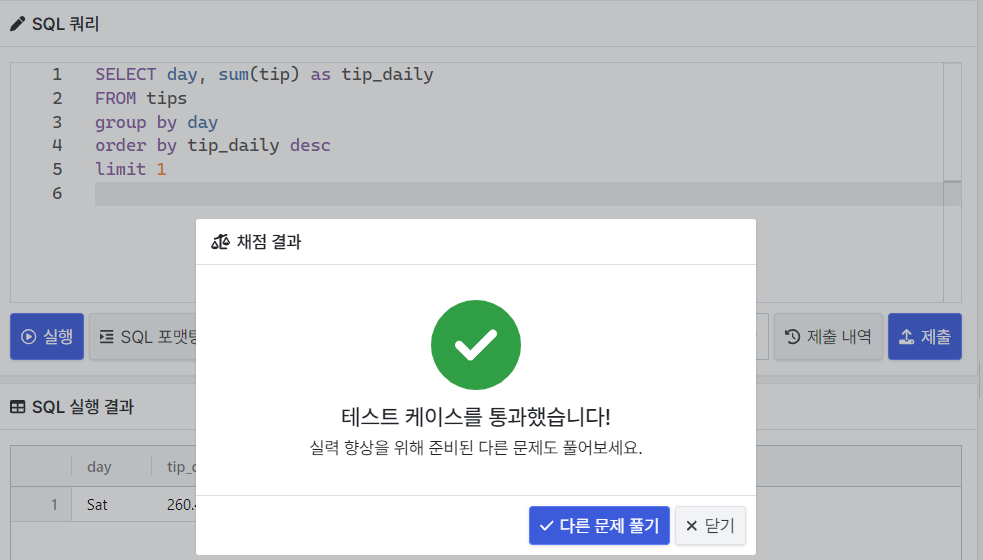 SQL 쿼리
1 SELECT day, sum(tip) as tip_daily
2 FROM tips
3 group by day
4 order by tip_daily desc
5 limit 1
6
채점 결과
실행
SQL 포맷팅
제출 내역
제출
테스트 케이스를 통과했습니다!
실력 향상을 위해 준비된 다른 문제도 풀어보세요.
SQL 실행 결과
day tip_
1 Sat 260.
다른 문제 풀기
닫기